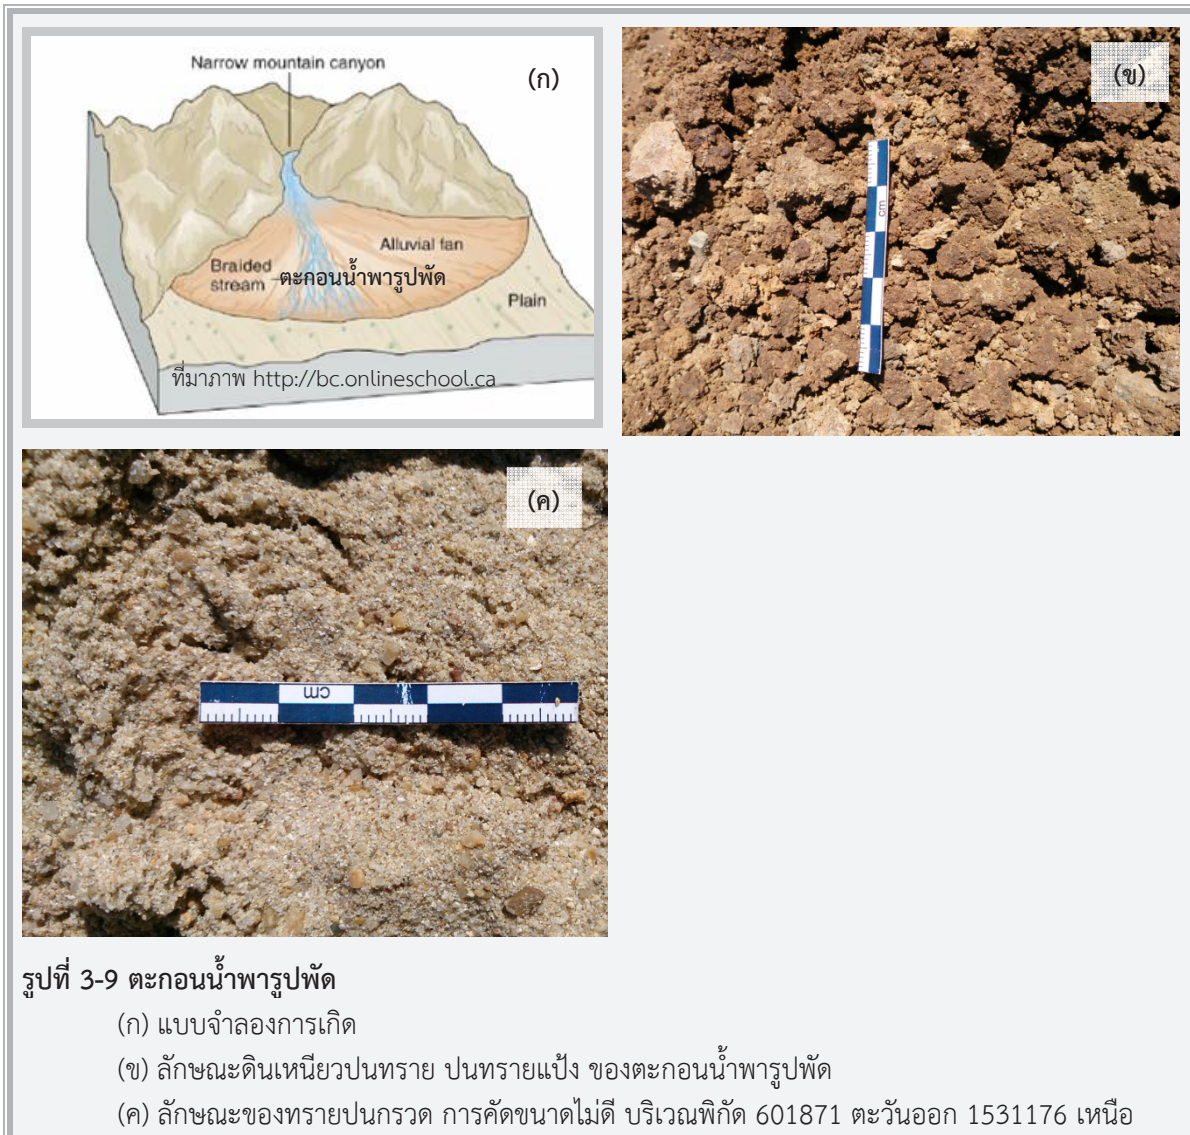 Narrow mountain canyon
(ก)
Alluvial fan
Braided
stream
ตะกอนน้ำพารูปพัด
Plain
ที่มาภาพ http://bc.onlineschool.ca
(ข)
cm
(ค)
cm
รูปที่ 3-9 ตะกอนน้ำพารูปพัด
(ก) แบบจำลองการเกิด
(ข) ลักษณะดินเหนียวปนทราย ปนทรายแป้ง ของตะกอนน้ำพารูปพัด
(ค) ลักษณะของทรายปนกรวด การคัดขนาดไม่ดี บริเวณพิกัด 601871 ตะวันออก 1531176 เหนือ